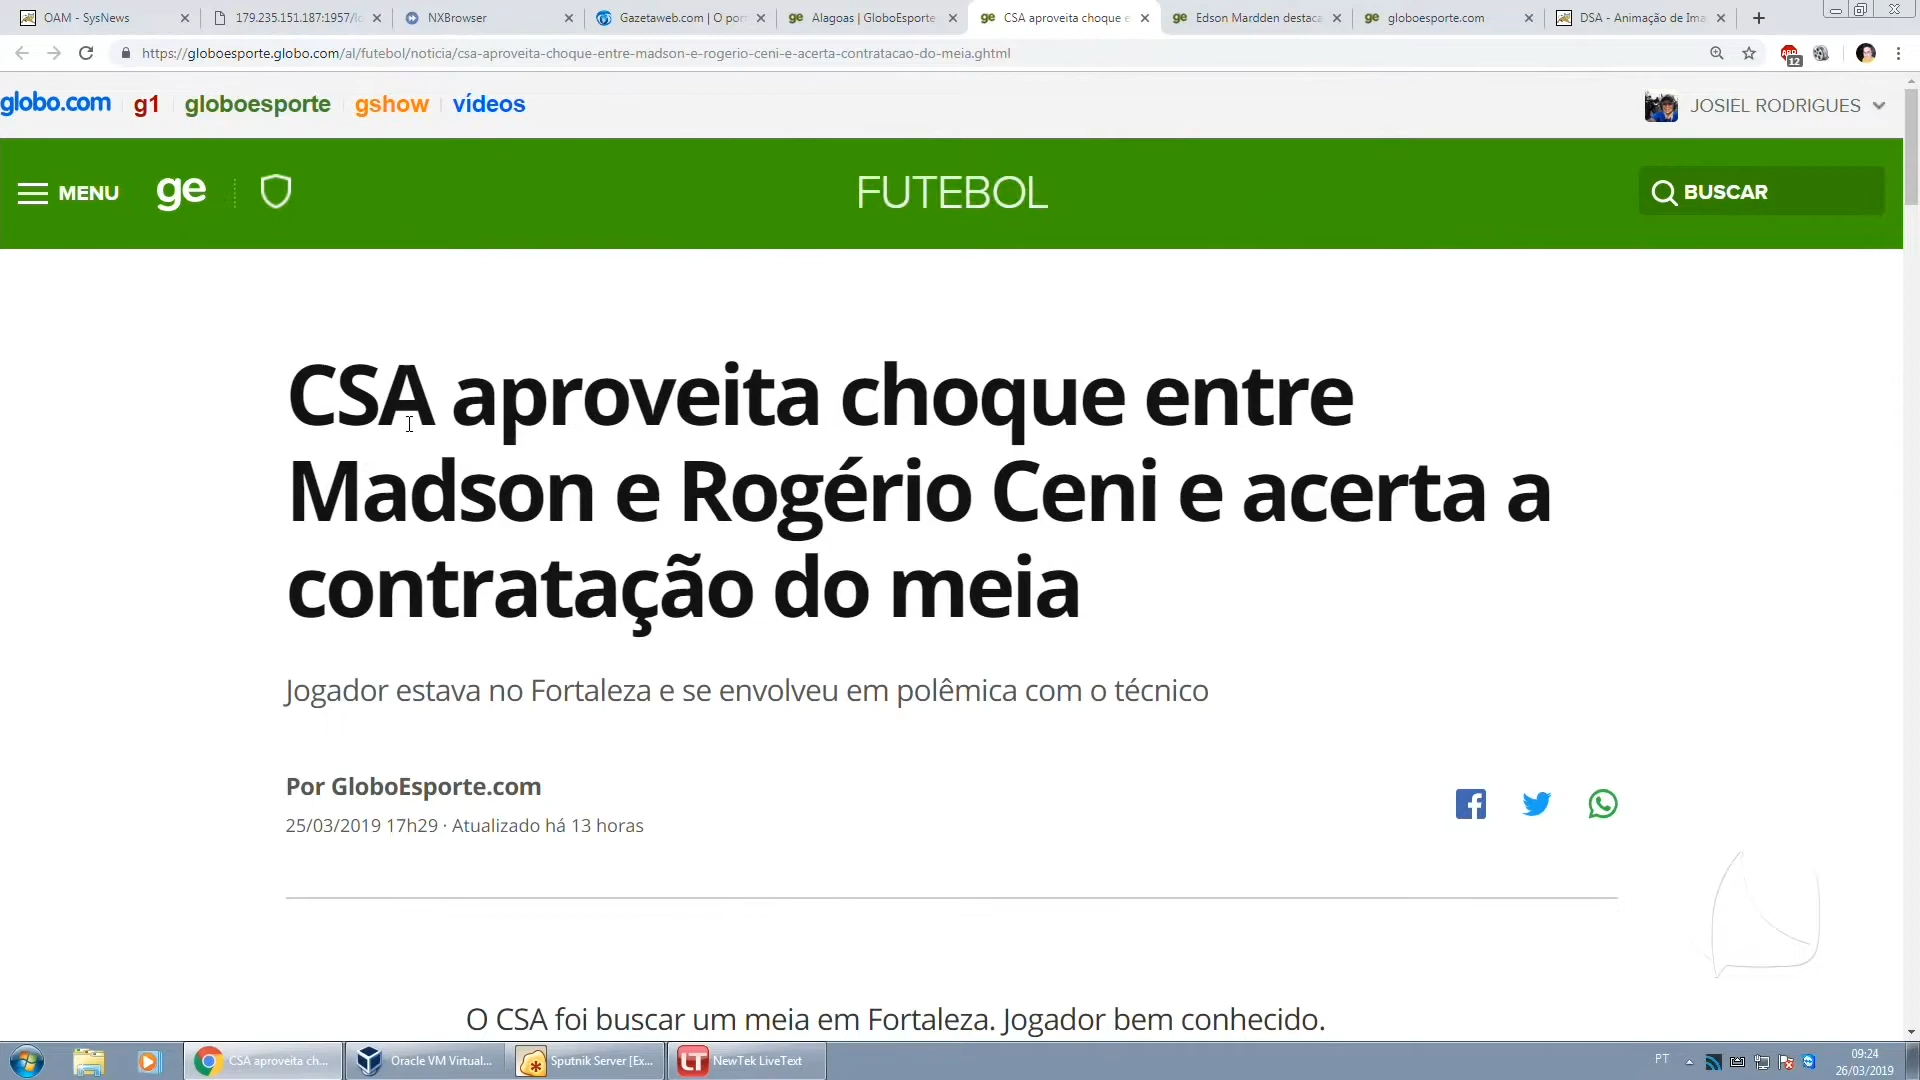 OAM - SysNews
179.235.151.187:1957/lo
NXBrowser
Gazetaweb.com | O por
Alagoas | GloboEsporte
CSA aproveita choque e
Edson Mardden destaca
globoesporte.com
DSA - Animação de Ima
https://globoesporte.globo.com/al/futebol/noticia/csa-aproveita-choque-entre-madson-e-rogerio-ceni-e-acerta-contratacao-do-meia.ghtml
ABP
12
globo.com g1 globoesporte gshow vídeos
JOSIEL RODRIGUES
MENU ge FUTEBOL BUSCAR
CSA aproveita choque entre
Madson e Rogério Ceni e acerta a
contratação do meia
Jogador estava no Fortaleza e se envolveu em polêmica com o técnico
Por GloboEsporte.com
25/03/2019 17h29 · Atualizado há 13 horas
O CSA foi buscar um meia em Fortaleza. Jogador bem conhecido.
CSA aproveita ch...
Oracle VM Virtual...
Sputnik Server [Ex...
LT NewTek LiveText
PT
09:24
26/03/2019